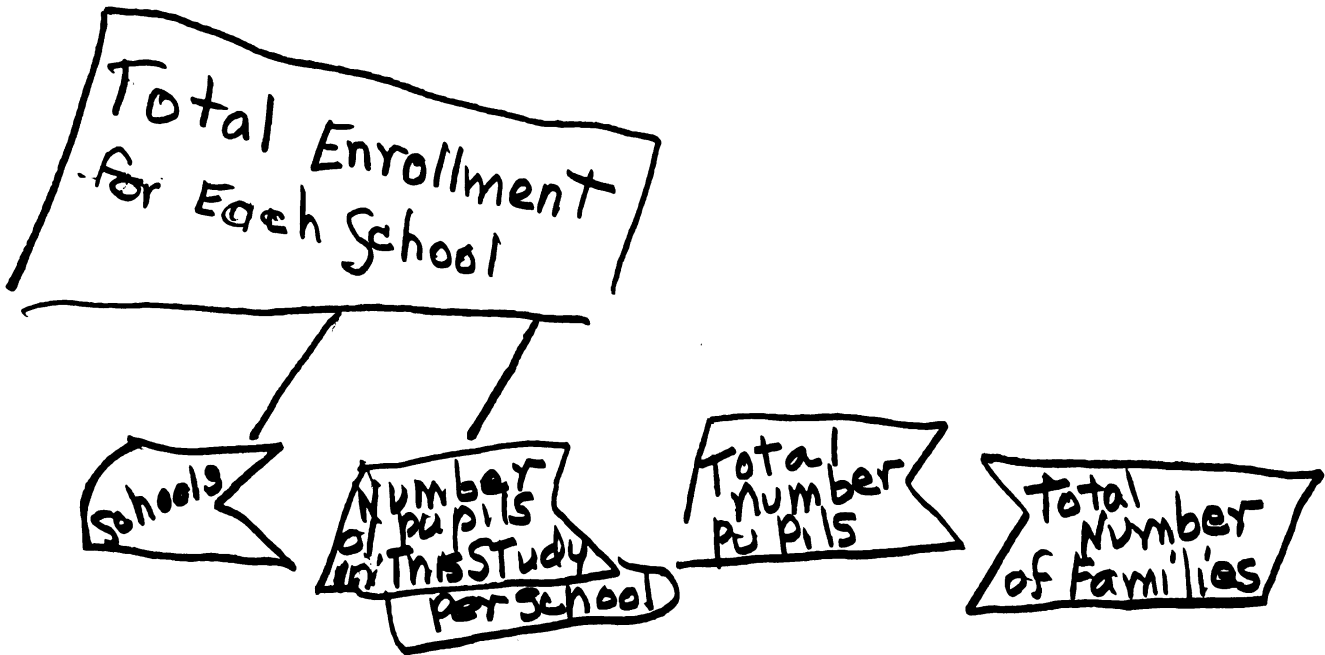 Total Enrollment
for Each School
Schools
Number
of pupils
in This Study
per school
Total
number
pupils
Total
Number
of Families